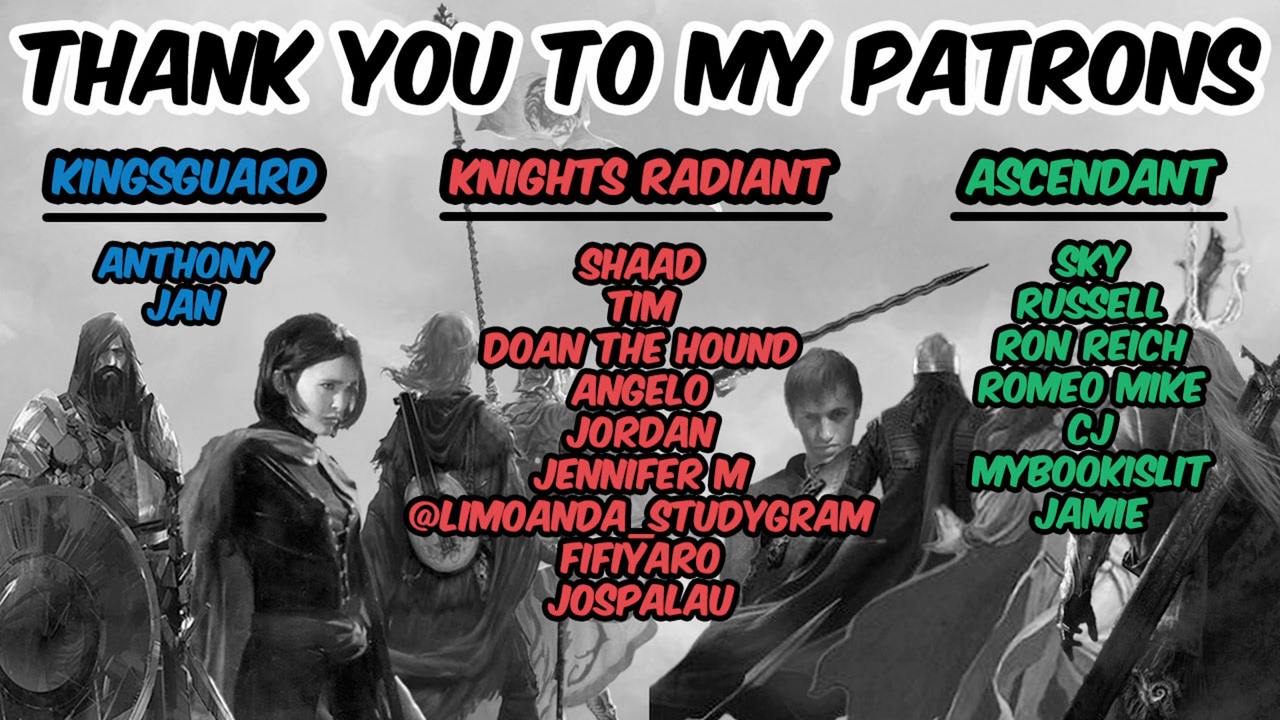 THANK YOU TO MY PATRONS
KINGSGUARD
ANTHONY
JAN
KNIGHTS RADIANT
SHAAD
TIM
DOAN THE HOUND
ANGELO
JORDAN
JENNIFER M
@LIMOANDA_STUDYGRAM
FIFIYARO
JOSPALAU
ASCENDANT
SKY
RUSSELL
RON REICH
ROMEO MIKE
CJ
MYBOOKISLIT
JAMIE